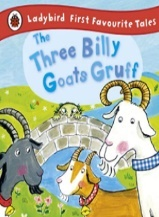 Ladybird First Favourite Tales
The
Three Billy
Goats Gruff